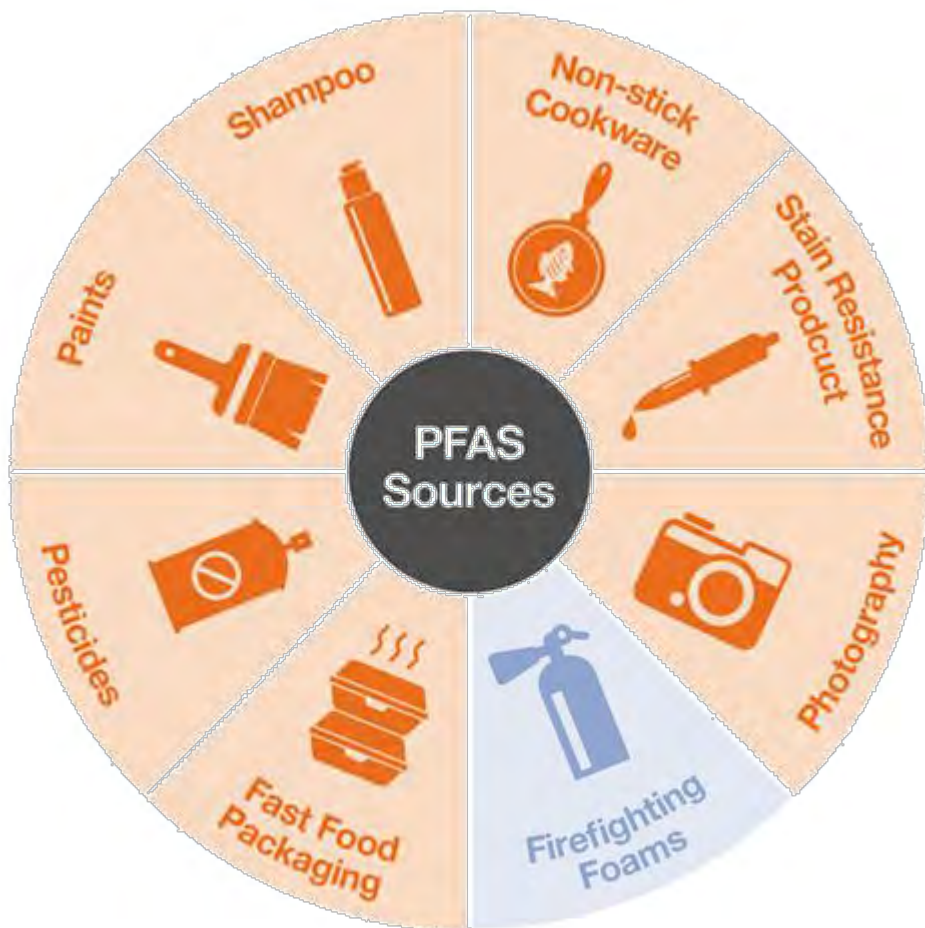 PFAS
Sources
Non-stick
Cookware
Stain Resistance
Prodcuct
Photography
Firefighting
Foams
Fast Food
Packaging
Pesticides
Paints
Shampoo